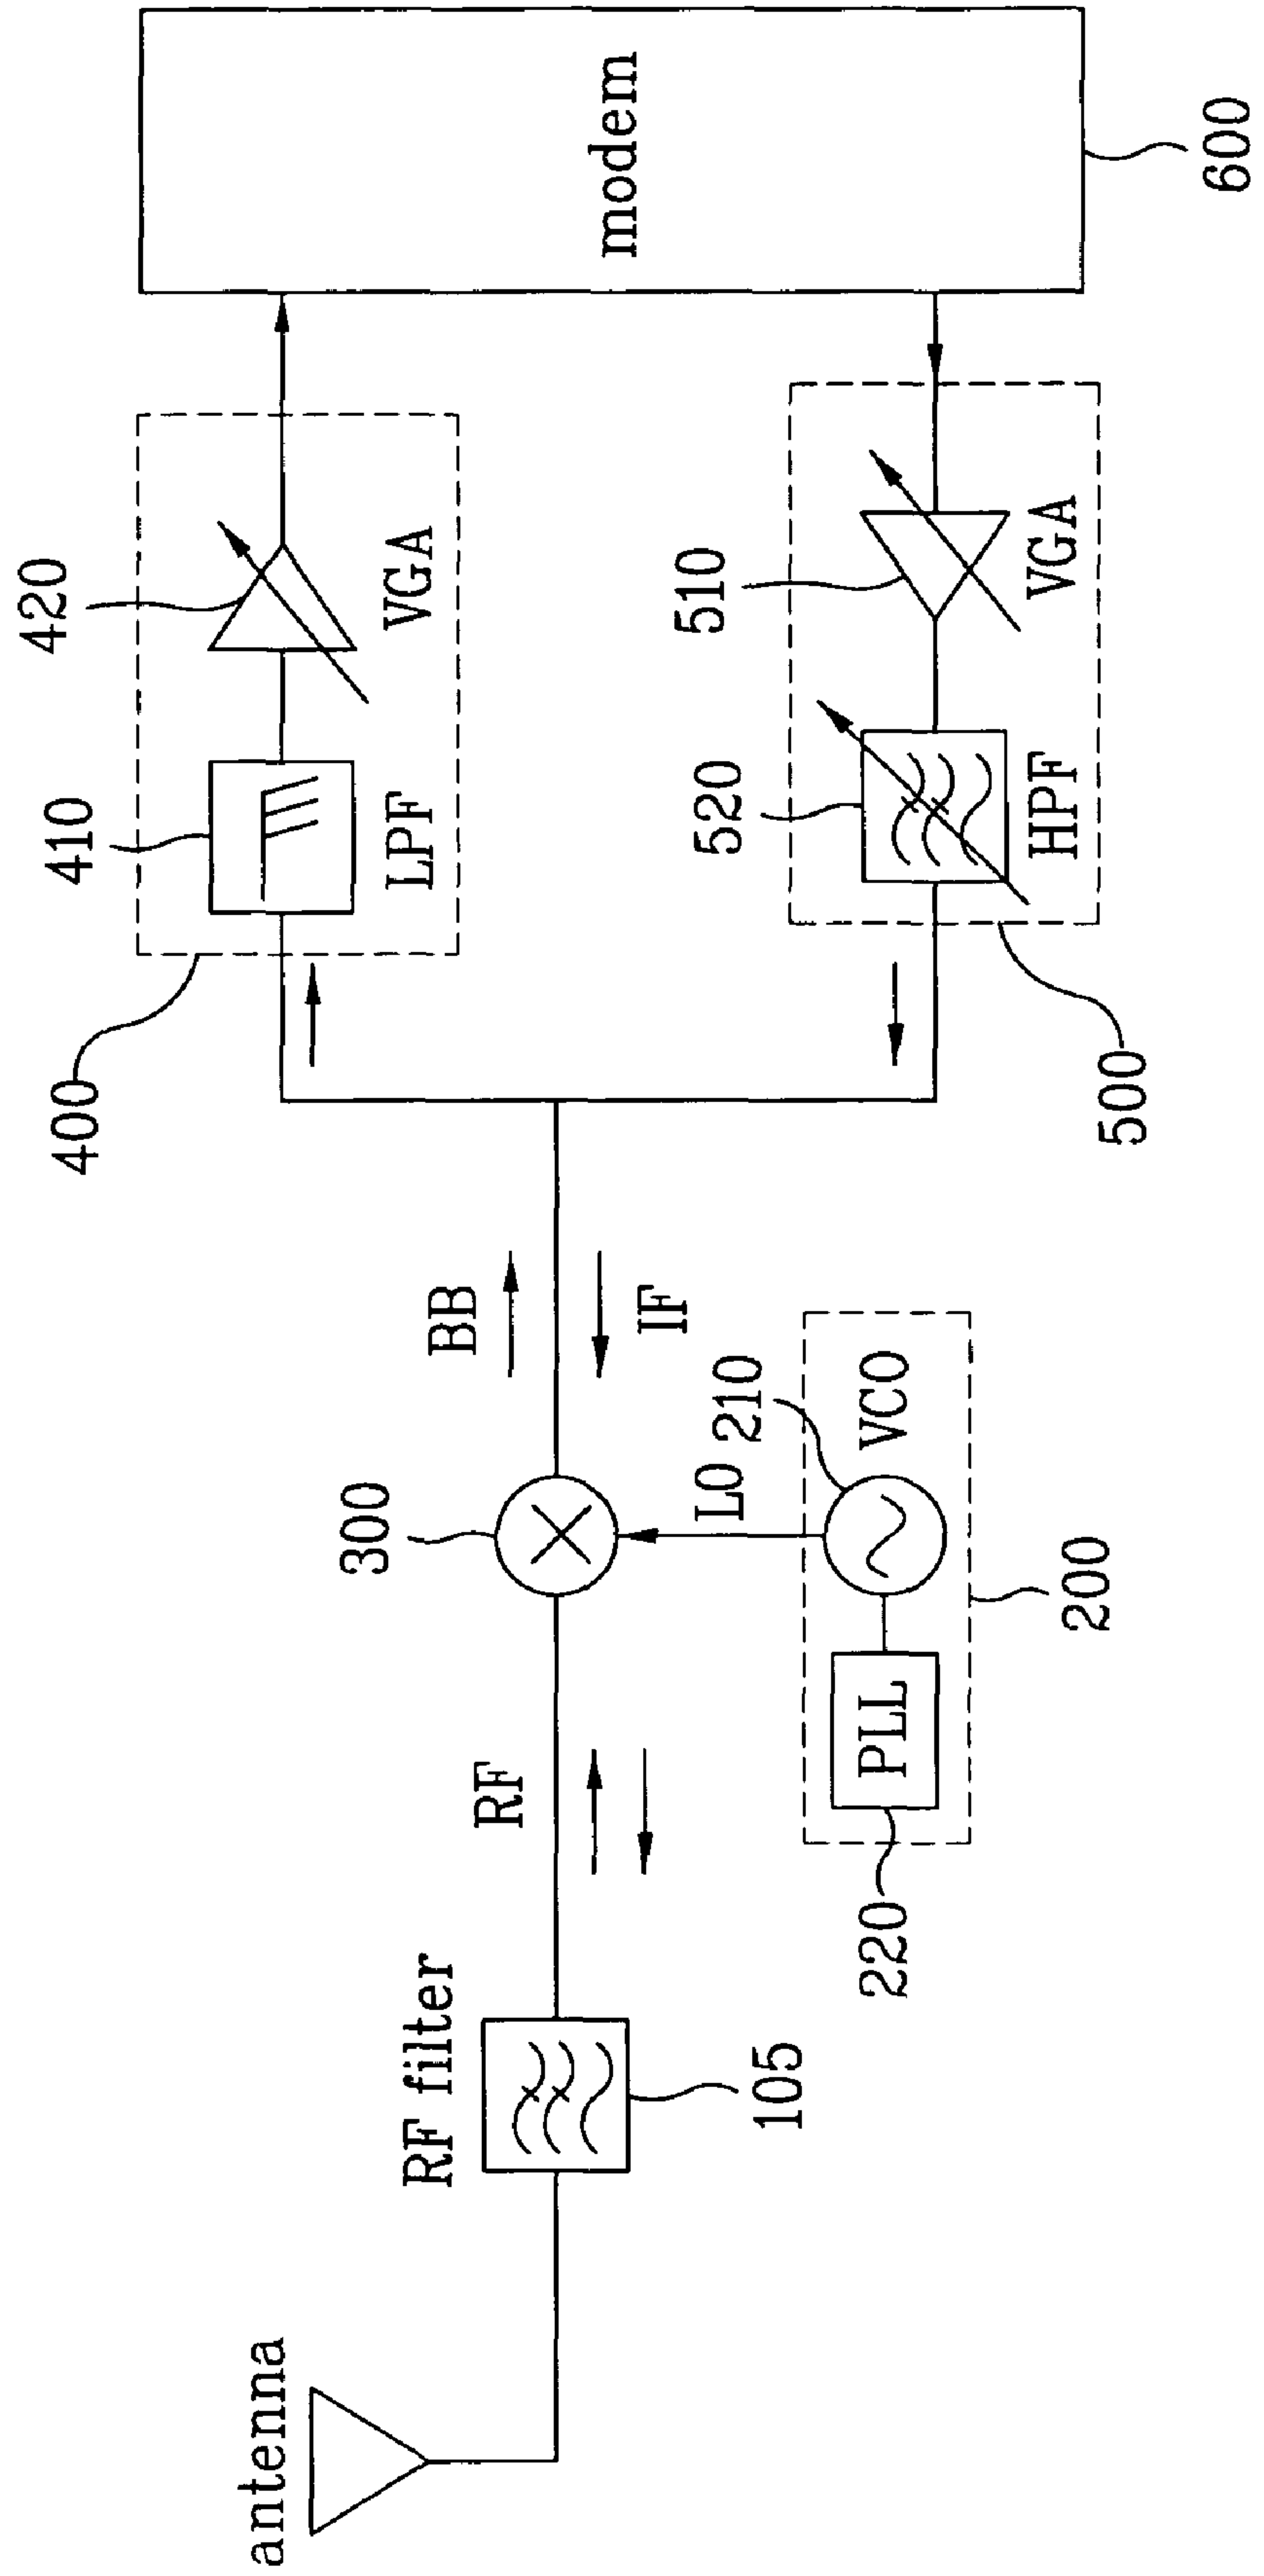 antenna
RF filter
105
RF
300
BB
IF
LO
210
VCO
PLL
220
200
400
410
LPF
420
VGA
500
520
HPF
510
VGA
modem
600